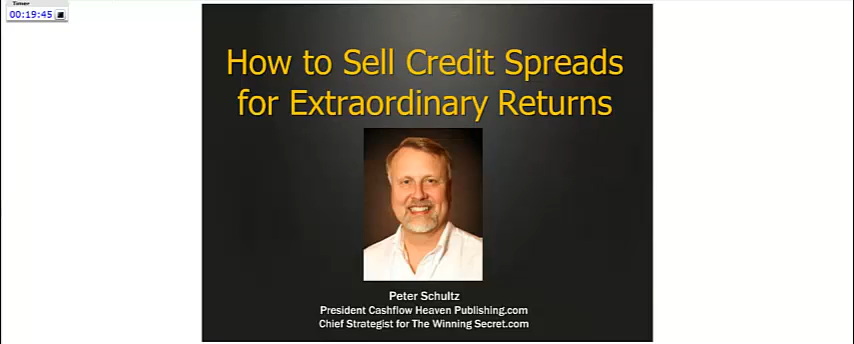 Timer
00:19:45
How to Sell Credit Spreads
for Extraordinary Returns
Peter Schultz
President Cashflow Heaven Publishing.com
Chief Strategist for The Winning Secret.com